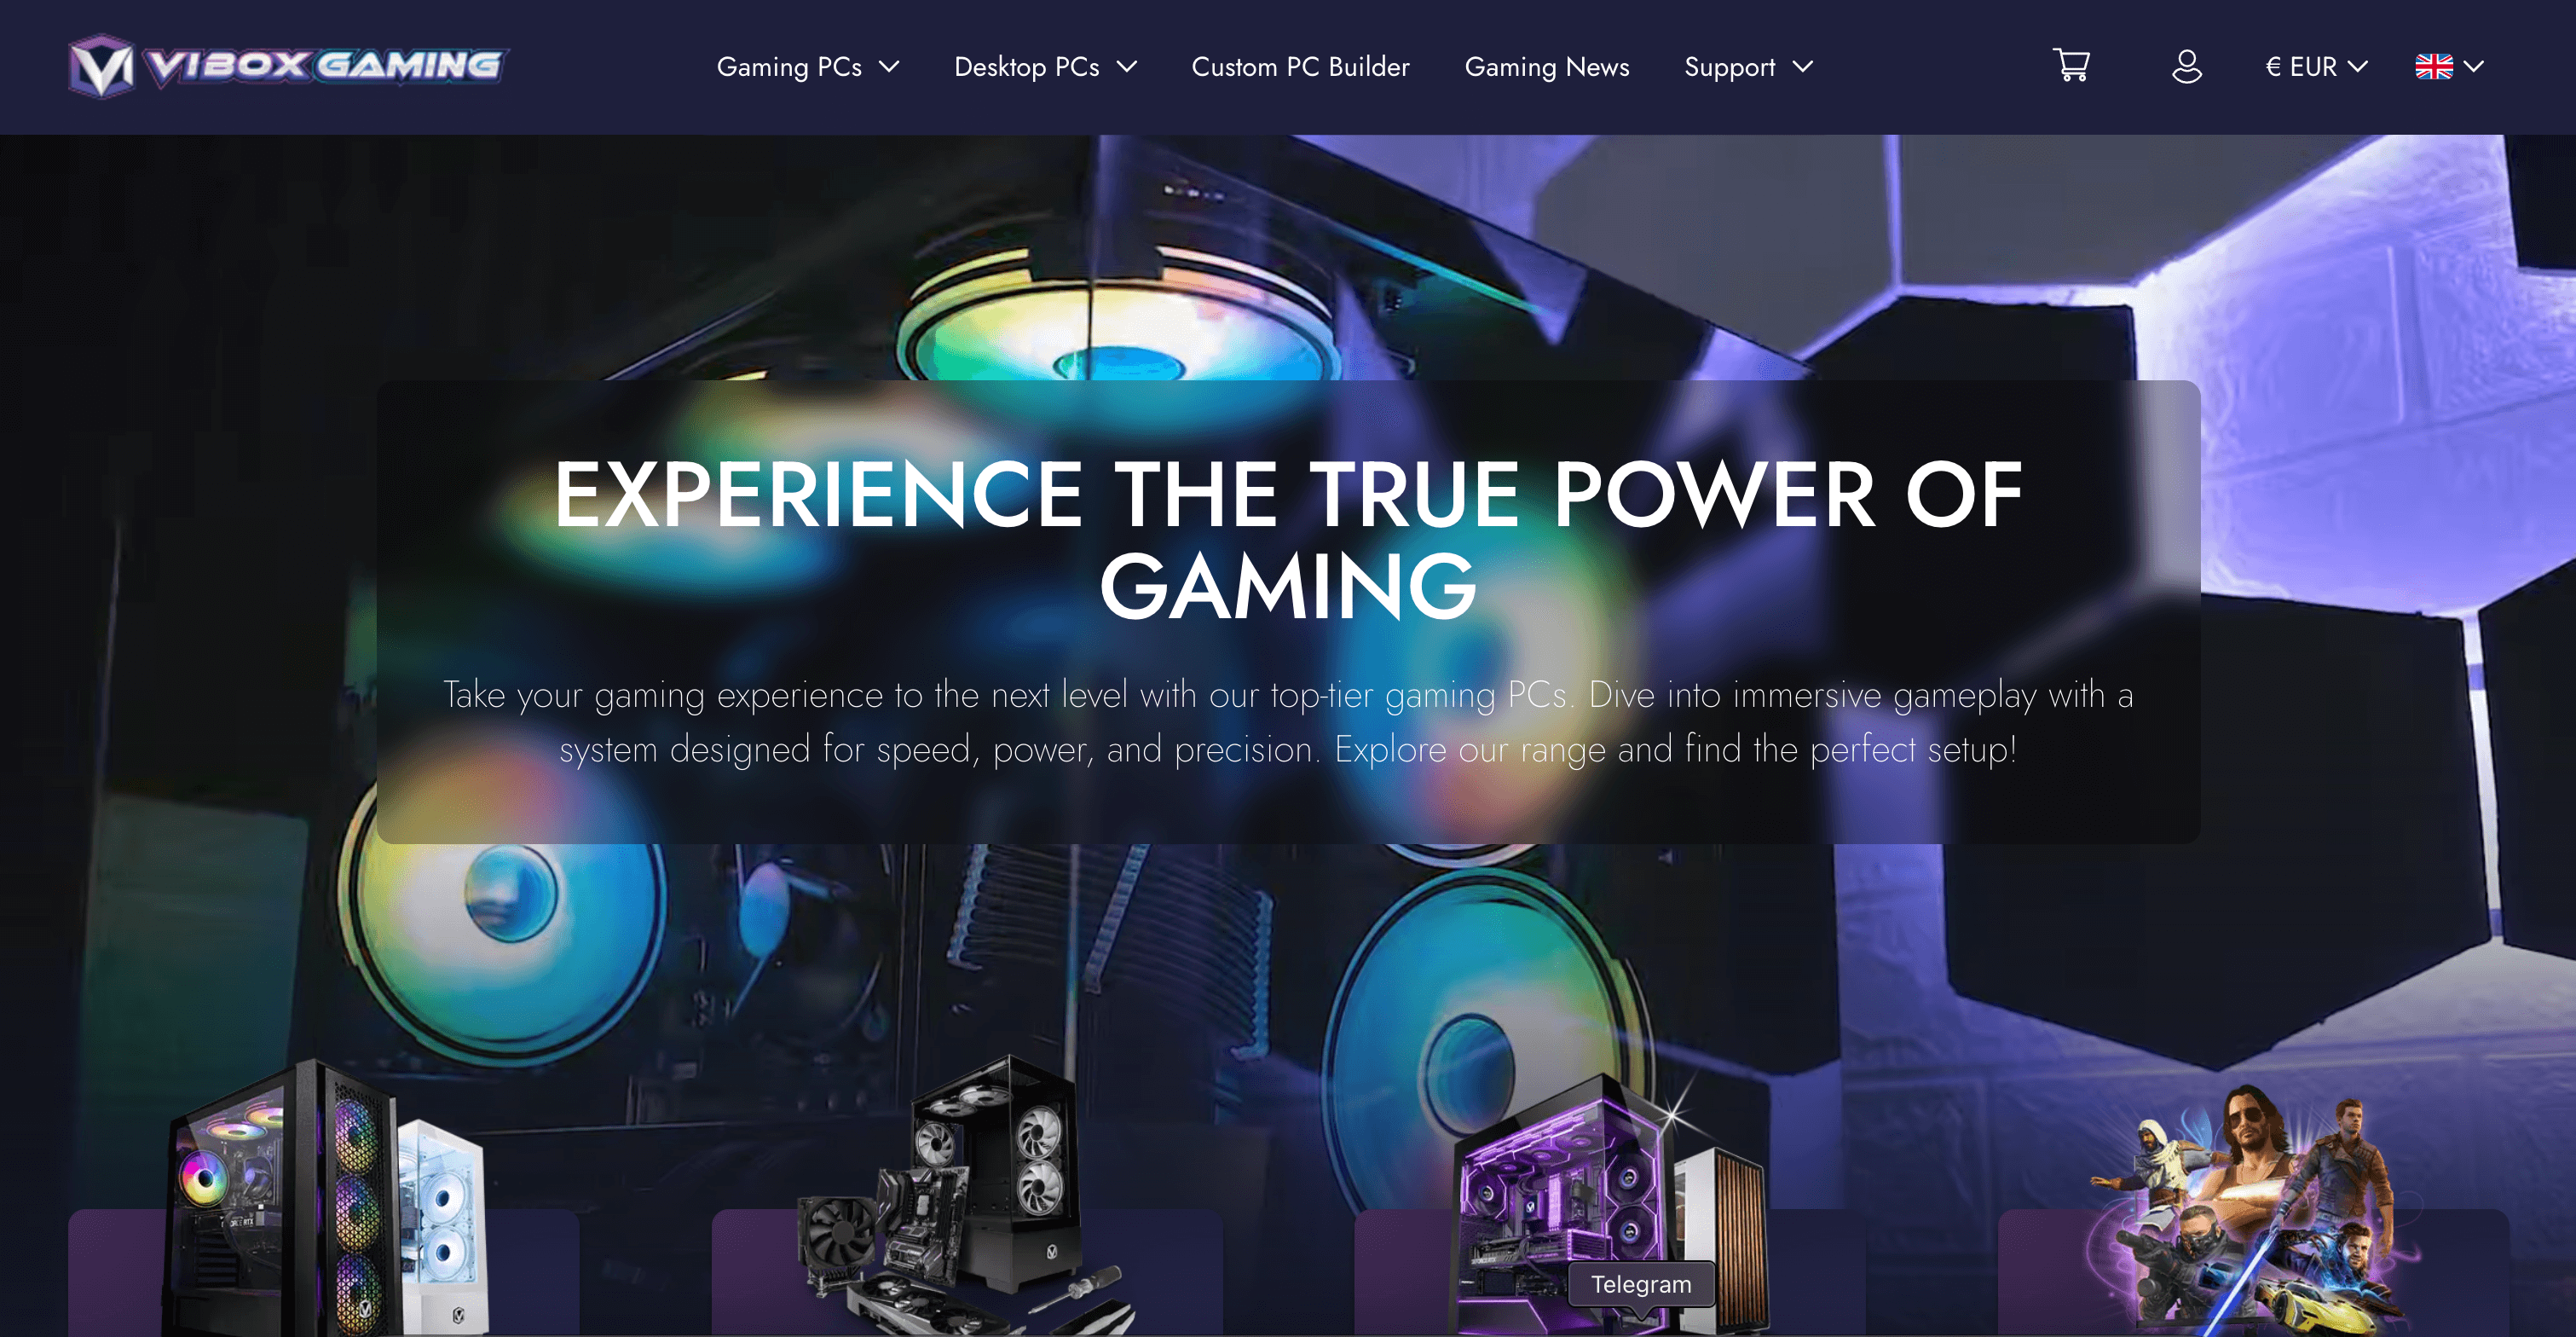 VIBOX GAMING
Gaming PCs
Desktop PCs
Custom PC Builder
Gaming News
Support
€ EUR
EXPERIENCE THE TRUE POWER OF
GAMING
Take your gaming experience to the next level with our top-tier gaming PCs. Dive into immersive gameplay with a
system designed for speed, power, and precision. Explore our range and find the perfect setup!
Telegram